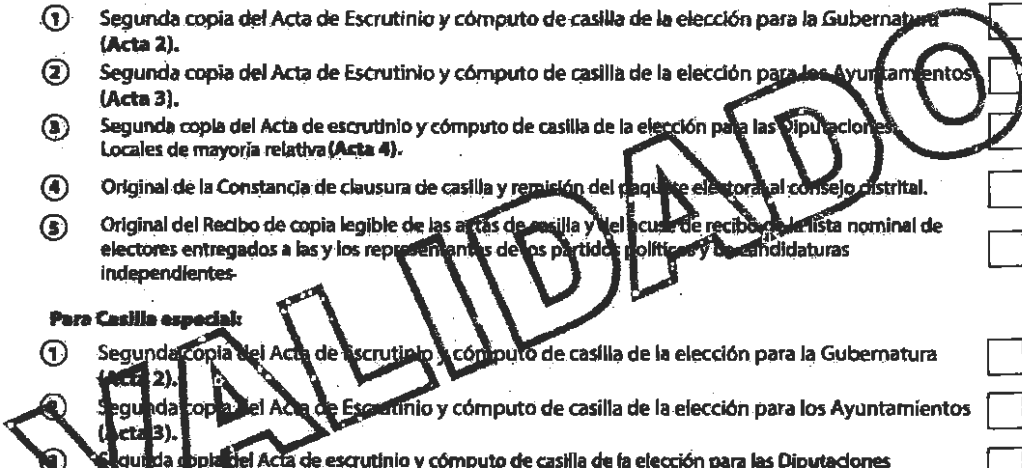 ① Segunda copia del Acta de Escrutinio y cómputo de casilla de la elección para la Gubernatura
(Acta 2).
② Segunda copia del Acta de Escrutinio y cómputo de casilla de la elección para los Ayuntamientos
(Acta 3).
③ Segunda copia del Acta de escrutinio y cómputo de casilla de la elección para las Diputaciones
Locales de mayoría relativa (Acta 4).
④ Original de la Constancia de clausura de casilla y remisión del paquete electoral al consejo distrital.
⑤ Original del Recibo de copia legible de las actas de casilla y del acuse de recibo de la lista nominal de
electores entregados a las y los representantes de los partidos políticos y de candidaturas
independientes
Para Casilla especial:
① Segunda copia del Acta de Escrutinio y cómputo de casilla de la elección para la Gubernatura
(Acta 2).
② Segunda copia del Acta de Escrutinio y cómputo de casilla de la elección para los Ayuntamientos
(Acta 3).
③ Segunda copia del Acta de escrutinio y cómputo de casilla de la elección para las Diputaciones
VALIDADO